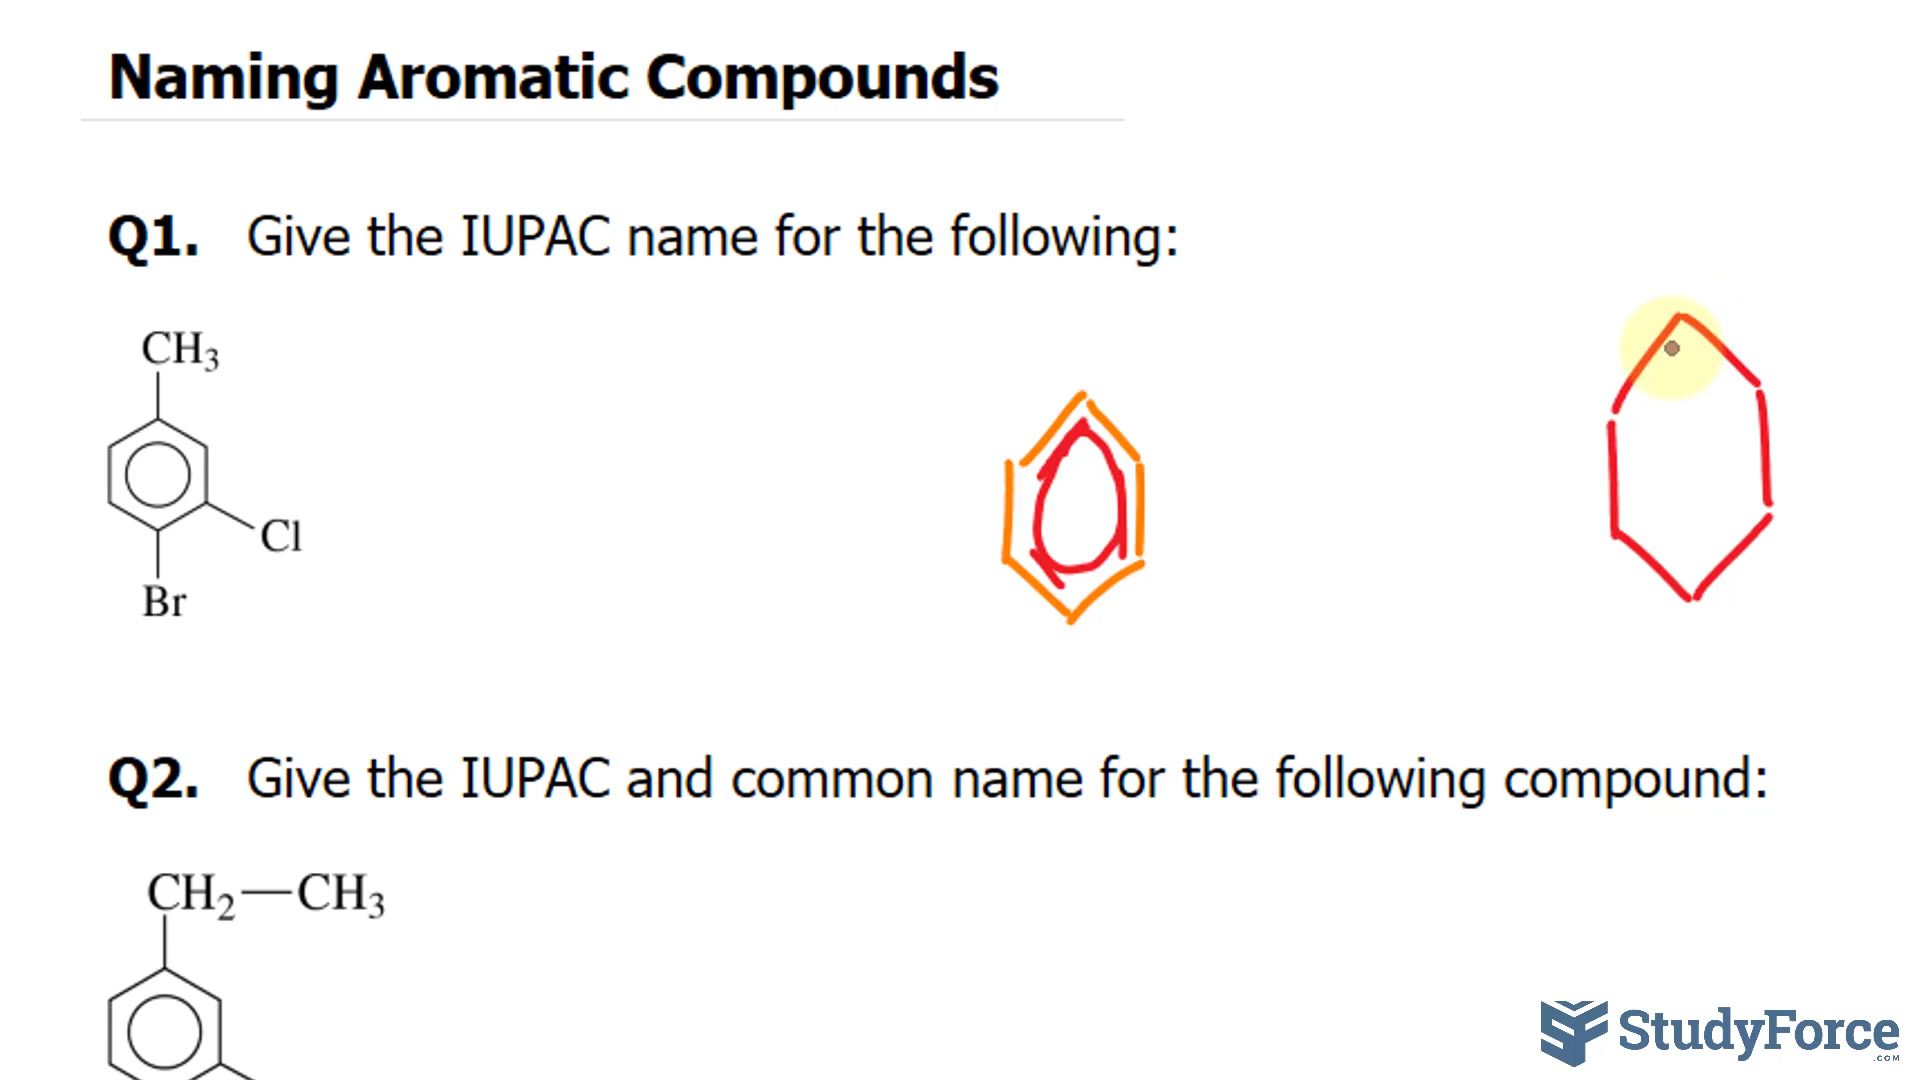 Naming Aromatic Compounds
Q1. Give the IUPAC name for the following:
CH₃
Cl
Br
Q2. Give the IUPAC and common name for the following compound:
CH₂—CH₃
StudyForce
.COM